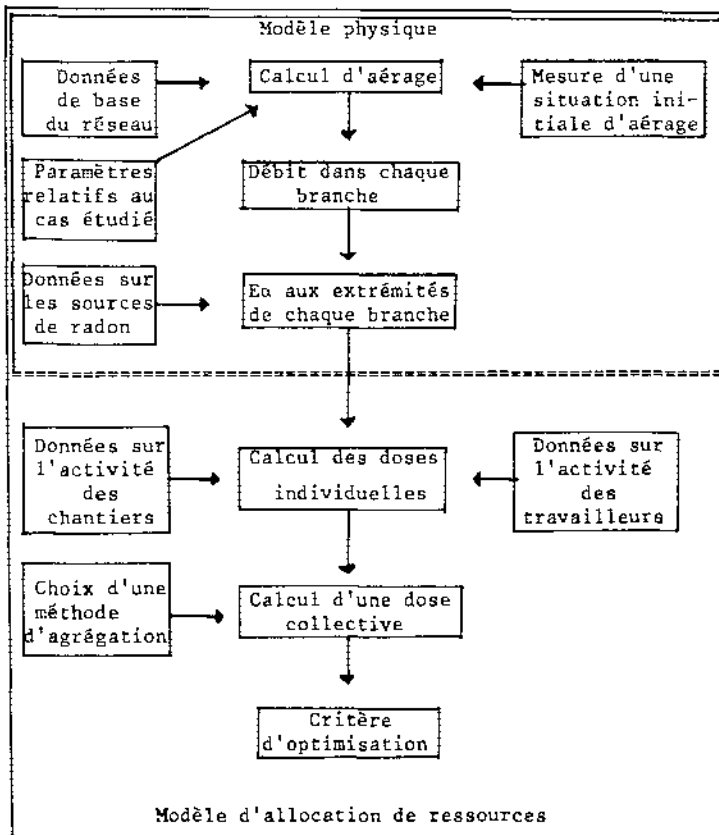 Modèle physique
Données
de base
du réseau
Calcul d'aérage
Mesure d'une
situation ini-
tiale d'aérage
Paramètres
relatifs au
cas étudié
Débit dans chaque
branche
Données sur
les sources
de radon
Eα aux extrémités
de chaque branche
Données sur
l'activité
des
chantiers
Calcul des doses
individuelles
Données sur
l'activité
des
travailleurs
Choix d'une
méthode
d'agrégation
Calcul d'une dose
collective
Critère
d'optimisation
Modèle d'allocation de ressources